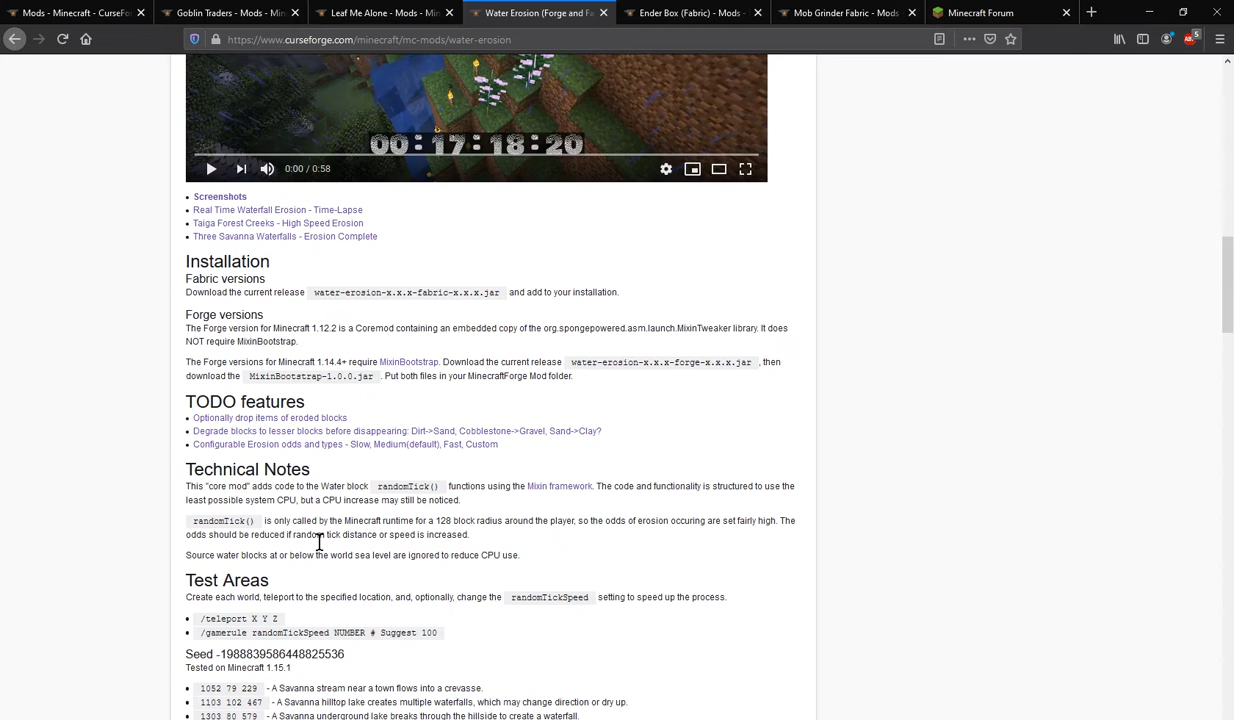 Mods - Minecraft - CurseF
Goblin Traders - Mods - Min
Leaf Me Alone - Mods - Min
Water Erosion (Forge and Fa
Ender Box (Fabric) - Mods -
Mob Grinder Fabric - Mods
Minecraft Forum
https://www.curseforge.com/minecraft/mc-mods/water-erosion
5
00:17:18:20
0:00 / 0:58
• Screenshots
• Real Time Waterfall Erosion - Time-Lapse
• Taiga Forest Creeks - High Speed Erosion
• Three Savanna Waterfalls - Erosion Complete
Installation
Fabric versions
Download the current release water-erosion-x.x.x-fabric-x.x.x.jar and add to your installation.
Forge versions
The Forge version for Minecraft 1.12.2 is a Coremod containing an embedded copy of the org.spongepowered.asm.launch.MixinTweaker library. It does
NOT require MixinBootstrap.
The Forge versions for Minecraft 1.14.4+ require MixinBootstrap. Download the current release water-erosion-x.x.x-forge-x.x.x.jar, then
download the MixinBootstrap-1.0.0.jar. Put both files in your MinecraftForge Mod folder.
TODO features
• Optionally drop items of eroded blocks
• Degrade blocks to lesser blocks before disappearing: Dirt->Sand, Cobblestone->Gravel, Sand->Clay?
• Configurable Erosion odds and types - Slow, Medium(default), Fast, Custom
Technical Notes
This "core mod" adds code to the Water block randomTick() functions using the Mixin framework. The code and functionality is structured to use the
least possible system CPU, but a CPU increase may still be noticed.
randomTick() is only called by the Minecraft runtime for a 128 block radius around the player, so the odds of erosion occuring are set fairly high. The
odds should be reduced if random tick distance or speed is increased.
Source water blocks at or below the world sea level are ignored to reduce CPU use.
Test Areas
Create each world, teleport to the specified location, and, optionally, change the randomTickSpeed setting to speed up the process.
• /teleport X Y Z
• /gamerule randomTickSpeed NUMBER # Suggest 100
Seed -1988839586448825536
Tested on Minecraft 1.15.1
• 1052 79 229 - A Savanna stream near a town flows into a crevasse.
• 1103 102 467 - A Savanna hilltop lake creates multiple waterfalls, which may change direction or dry up.
• 1303 80 579 - A Savanna underground lake breaks through the hillside to create a waterfall.